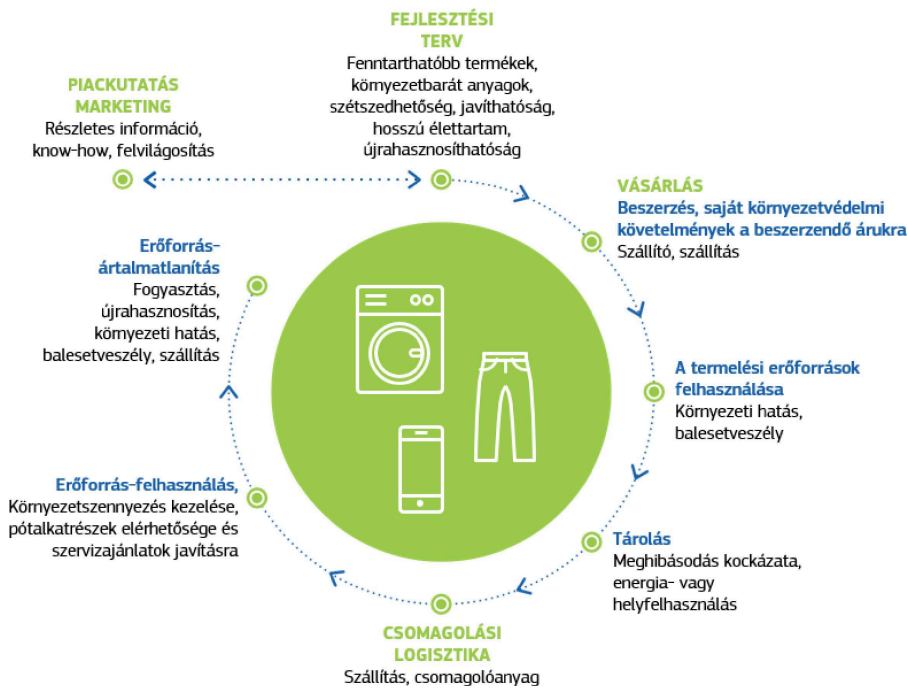 FEJLESZTÉSI
TERV
Fenntarthatóbb termékek,
környezetbarát anyagok,
szétszedhetőség, javíthatóság,
hosszú élettartam,
újrahasznosíthatóság
PIACKUTATÁS
MARKETING
Részletes információ,
know-how, felvilágosítás
VÁSÁRLÁS
Beszerzés, saját környezetvédelmi
követelmények a beszerzendő árukra
Szállító, szállítás
A termelési erőforrások
felhasználása
Környezeti hatás,
balesetveszély
Tárolás
Meghibásodás kockázata,
energia- vagy
helyfelhasználás
CSOMAGOLÁSI
LOGISZTIKA
Szállítás, csomagolóanyag
Erőforrás-felhasználás,
Környezetszennyezés kezelése,
pótalkatrészek elérhetősége és
szervizajánlatok javításra
Erőforrás-
ártalmatlanítás
Fogyasztás,
újrahasznosítás,
környezeti hatás,
balesetveszély, szállítás